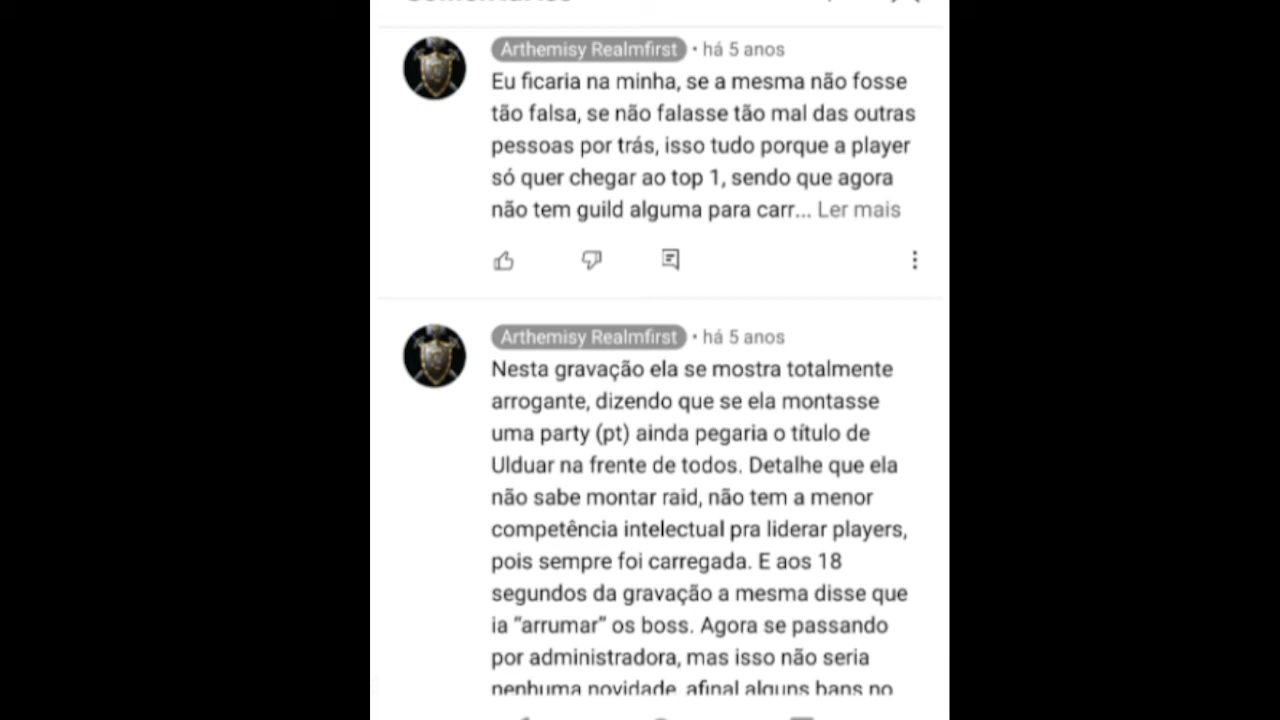 Arthemisy Realmfirst • há 5 anos
Eu ficaria na minha, se a mesma não fosse
tão falsa, se não falasse tão mal das outras
pessoas por trás, isso tudo porque a player
só quer chegar ao top 1, sendo que agora
não tem guild alguma para carr... Ler mais
Arthemisy Realmfirst • há 5 anos
Nesta gravação ela se mostra totalmente
arrogante, dizendo que se ela montasse
uma party (pt) ainda pegaria o título de
Ulduar na frente de todos. Detalhe que ela
não sabe montar raid, não tem a menor
competência intelectual pra liderar players,
pois sempre foi carregada. E aos 18
segundos da gravação a mesma disse que
ia “arrumar” os boss. Agora se passando
por administradora, mas isso não seria
nenhuma novidade, afinal alguns bans no